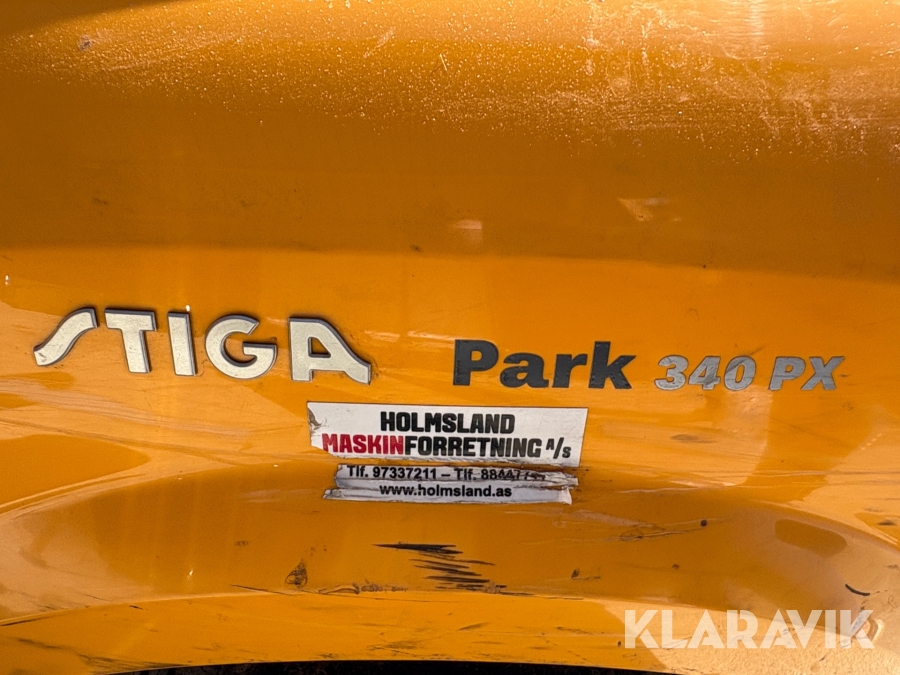 STIGA Park 340 PX
HOLMSLAND
MASKINFORRETNING A/S
Tlf. 97337211 – Tlf.
www.holmsland.as
KLARAVIK